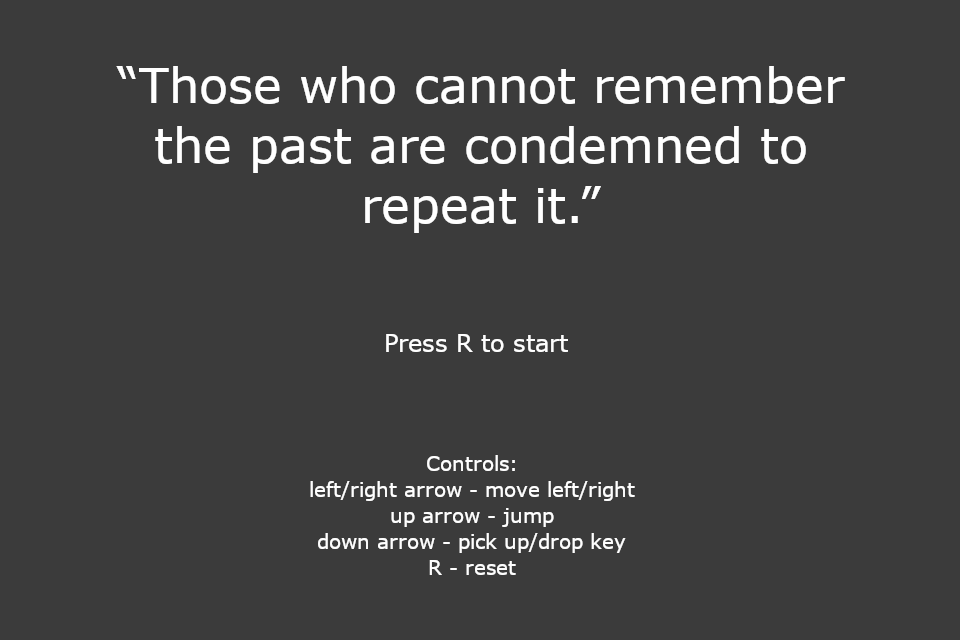 “Those who cannot remember
the past are condemned to
repeat it.”
Press R to start
Controls:
left/right arrow - move left/right
up arrow - jump
down arrow - pick up/drop key
R - reset